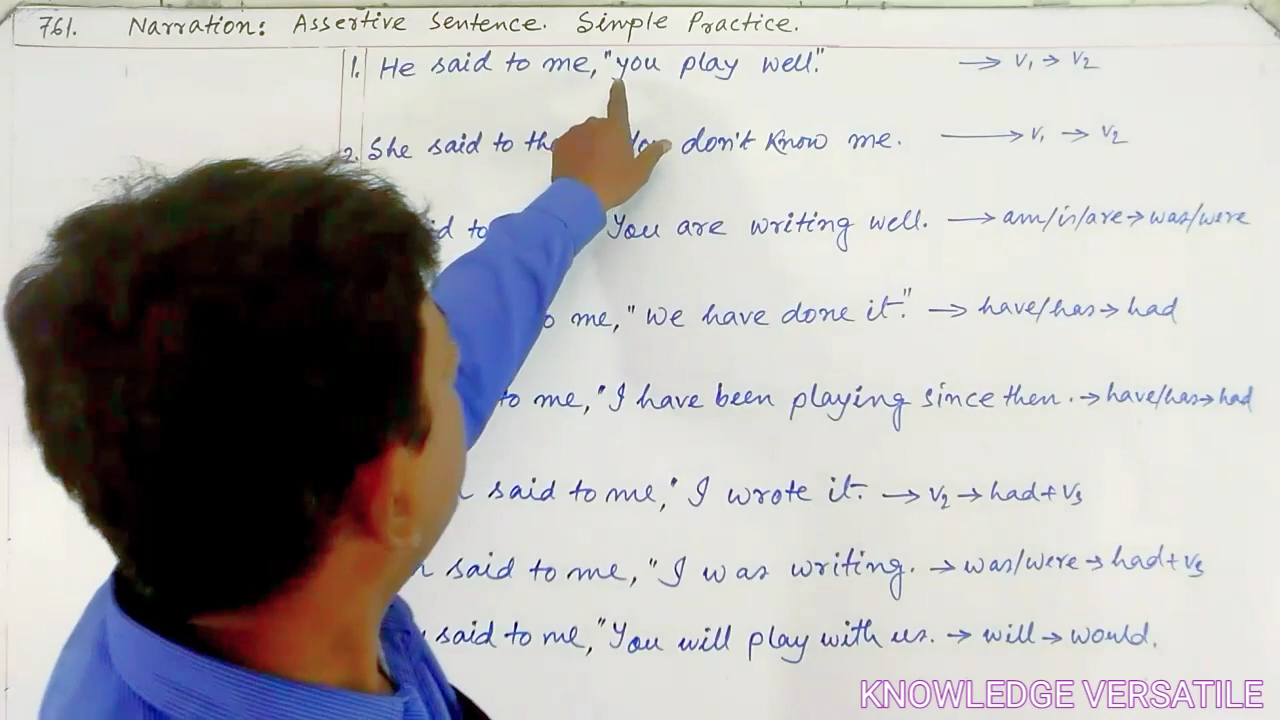 761. Narration: Assertive Sentence. Simple Practice.
1. He said to me, "you play well." → V1 → V2
2. She said to don't know me. → V1 → V2
to You are writing well. → am/is/are → was/were
me, "We have done it." → have/has → had
to me, "I have been playing since then. → have/has → had
said to me, "I wrote it. → V2 → had + V3
said to me, "I was writing. → was/were → had + V3
said to me, "You will play with us. → will → would.
KNOWLEDGE VERSATILE